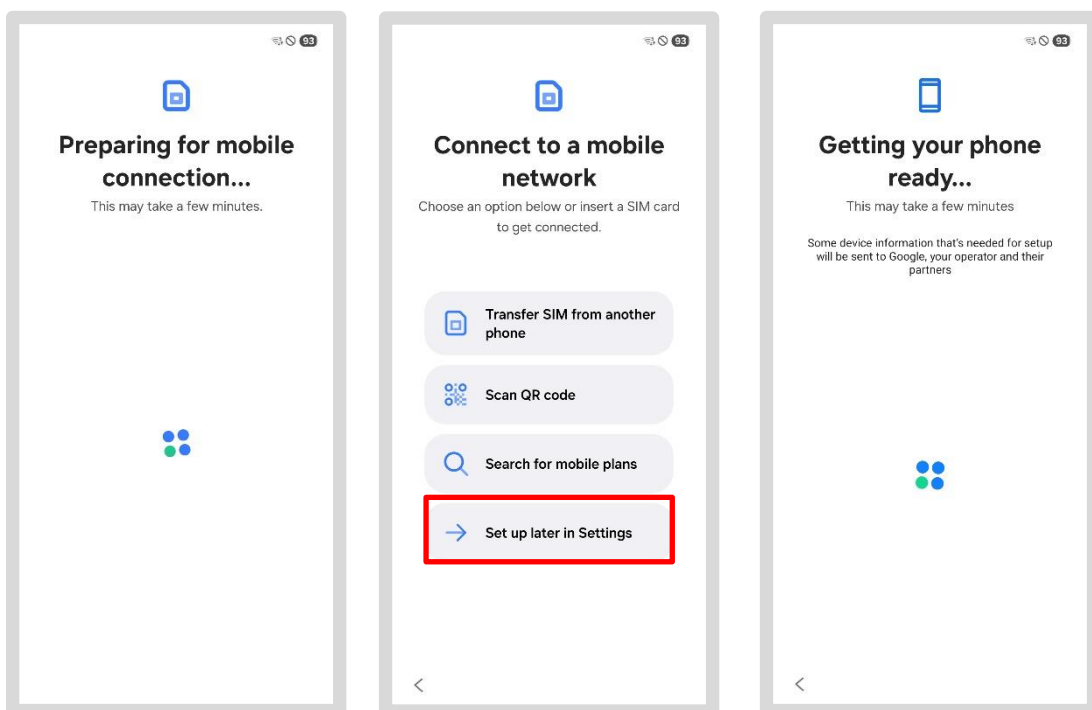 93
Preparing for mobile
connection...
This may take a few minutes.
93
Connect to a mobile
network
Choose an option below or insert a SIM card
to get connected.
Transfer SIM from another
phone
Scan QR code
Search for mobile plans
Set up later in Settings
93
Getting your phone
ready...
This may take a few minutes
Some device information that's needed for setup
will be sent to Google, your operator and their
partners